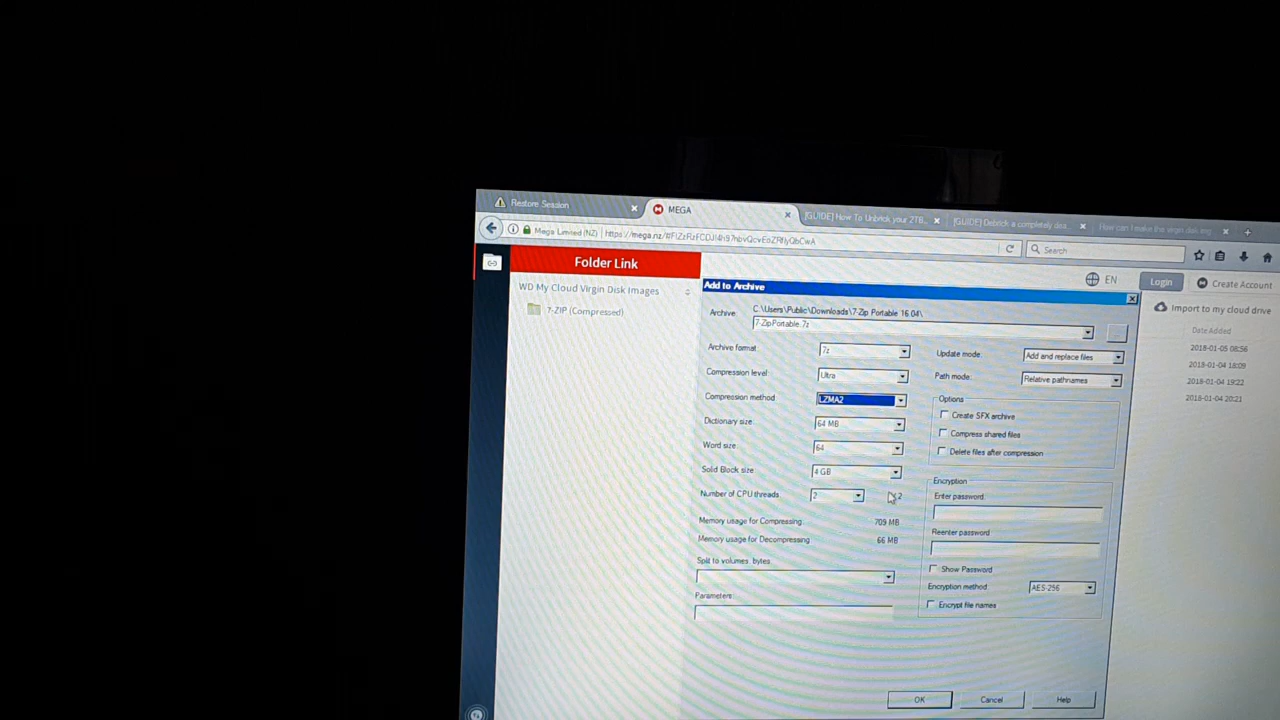 Restore Session
MEGA
[GUIDE] How To Unbrick your 2TB...
[GUIDE] Debrick a completely dea...
How can I make the virgin disk img
Mega Limited (NZ)
Search
Folder Link
EN
Login
Create Account
WD My Cloud Virgin Disk Images
7-ZIP (Compressed)
Import to my cloud drive
Date Added
2018-01-05 08:56
2018-01-04 18:09
2018-01-04 19:22
2018-01-04 20:21
Add to Archive
Archive:
C:\Users\Public\Downloads\7-Zip Portable 16.04\
7-ZipPortable.7z
...
Archive format:
7z
Compression level:
Ultra
Compression method:
LZMA2
Dictionary size:
64 MB
Word size:
64
Solid Block size:
4 GB
Number of CPU threads:
2
/ 2
Memory usage for Compressing:
709 MB
Memory usage for Decompressing:
66 MB
Split to volumes, bytes:
Parameters:
Update mode:
Add and replace files
Path mode:
Relative pathnames
Options
Create SFX archive
Compress shared files
Delete files after compression
Encryption
Enter password:
Reenter password:
Show Password
Encryption method:
AES-256
Encrypt file names
OK
Cancel
Help